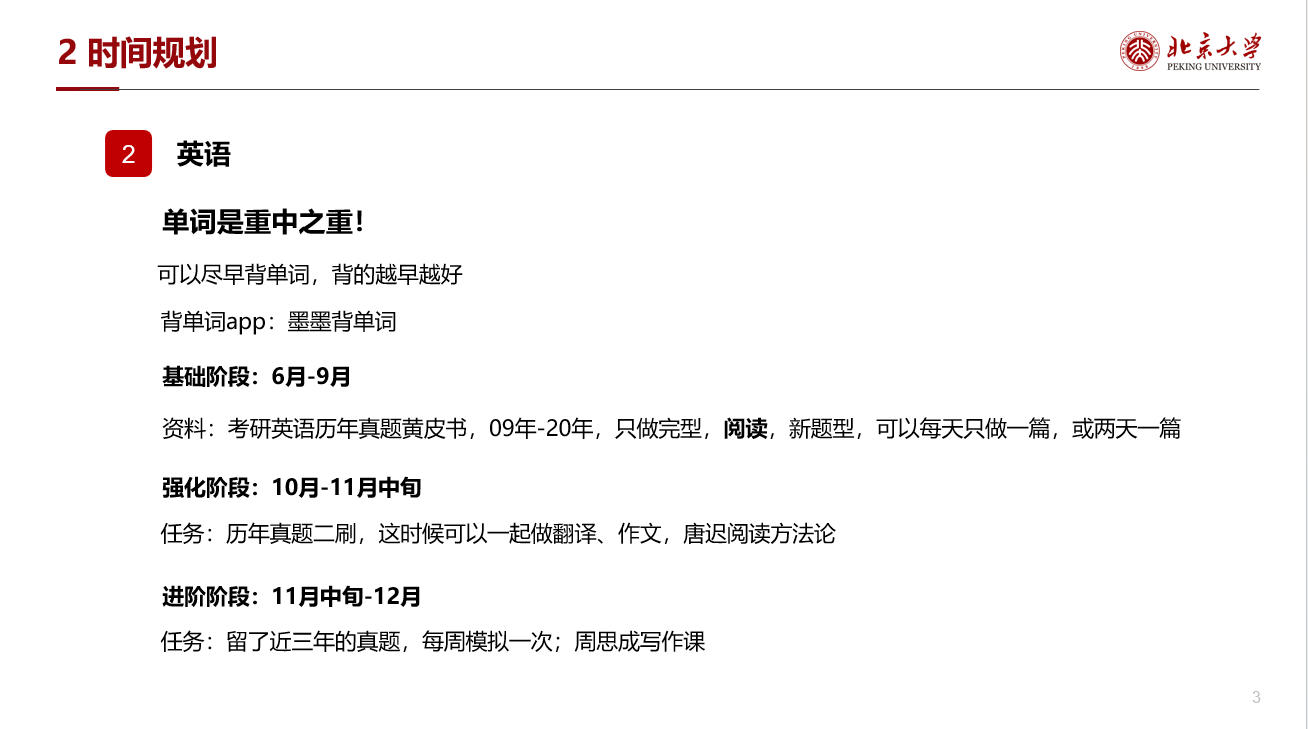 2 时间规划
北京大学
PEKING UNIVERSITY
2 英语
单词是重中之重！
可以尽早背单词，背的越早越好
背单词app：墨墨背单词
基础阶段：6月-9月
资料：考研英语历年真题黄皮书，09年-20年，只做完型，阅读，新题型，可以每天只做一篇，或两天一篇
强化阶段：10月-11月中旬
任务：历年真题二刷，这时候可以一起做翻译、作文，唐迟阅读方法论
进阶阶段：11月中旬-12月
任务：留了近三年的真题，每周模拟一次；周思成写作课
3